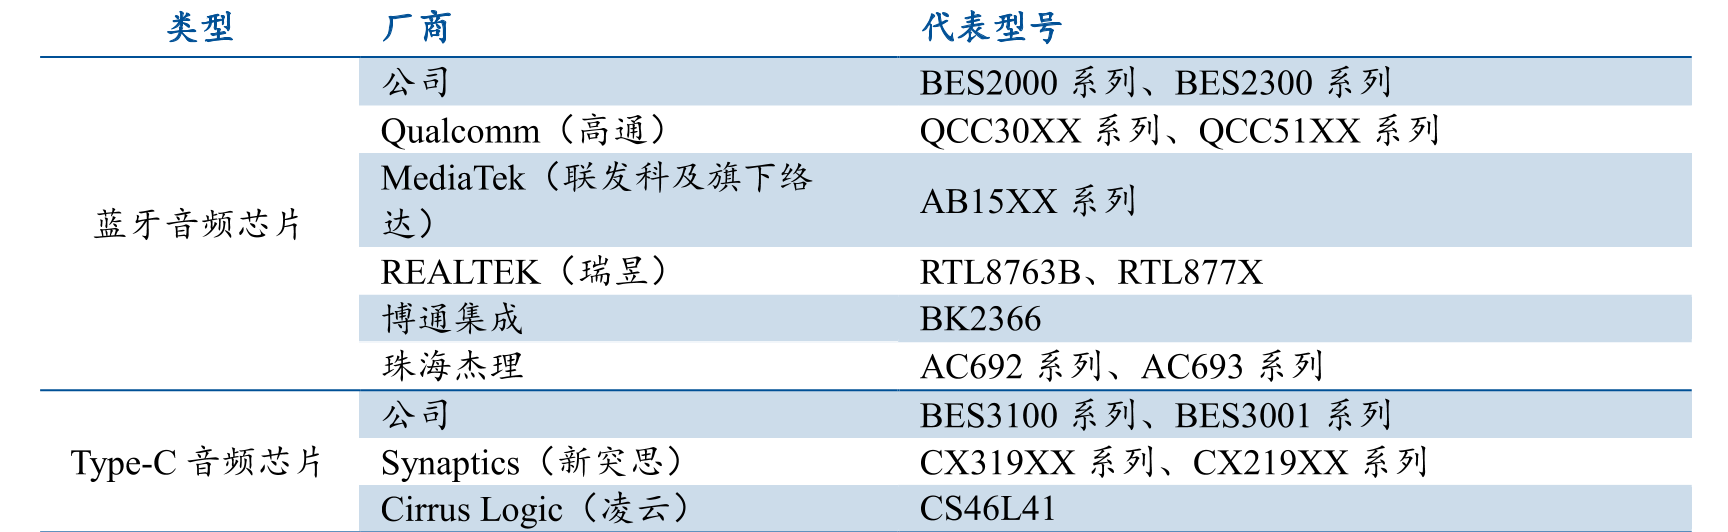 类型 厂商 代表型号
公司 BES2000 系列、BES2300 系列
Qualcomm（高通） QCC30XX 系列、QCC51XX 系列
MediaTek（联发科及旗下络
达） AB15XX 系列
蓝牙音频芯片
REALTEK（瑞昱） RTL8763B、RTL877X
博通集成 BK2366
珠海杰理 AC692 系列、AC693 系列
公司 BES3100 系列、BES3001 系列
Type-C 音频芯片 Synaptics（新突思） CX319XX 系列、CX219XX 系列
Cirrus Logic（凌云） CS46L41